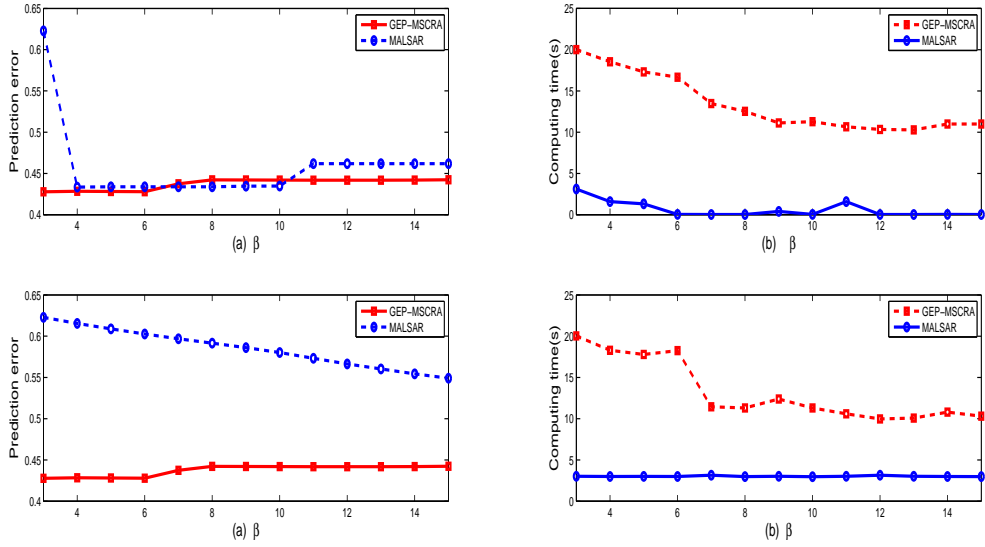 0.65
0.6
0.55
0.5
0.45
0.4
Prediction error
GEP-MSCRA
MALSAR
4 6 8 10 12 14
(a) β
25
20
15
10
5
0
Computing time(s)
GEP-MSCRA
MALSAR
4 6 8 10 12 14
(b) β
0.65
0.6
0.55
0.5
0.45
0.4
Prediction error
GEP-MSCRA
MALSAR
4 6 8 10 12 14
(a) β
25
20
15
10
5
0
Computing time(s)
GEP-MSCRA
MALSAR
4 6 8 10 12 14
(b) β